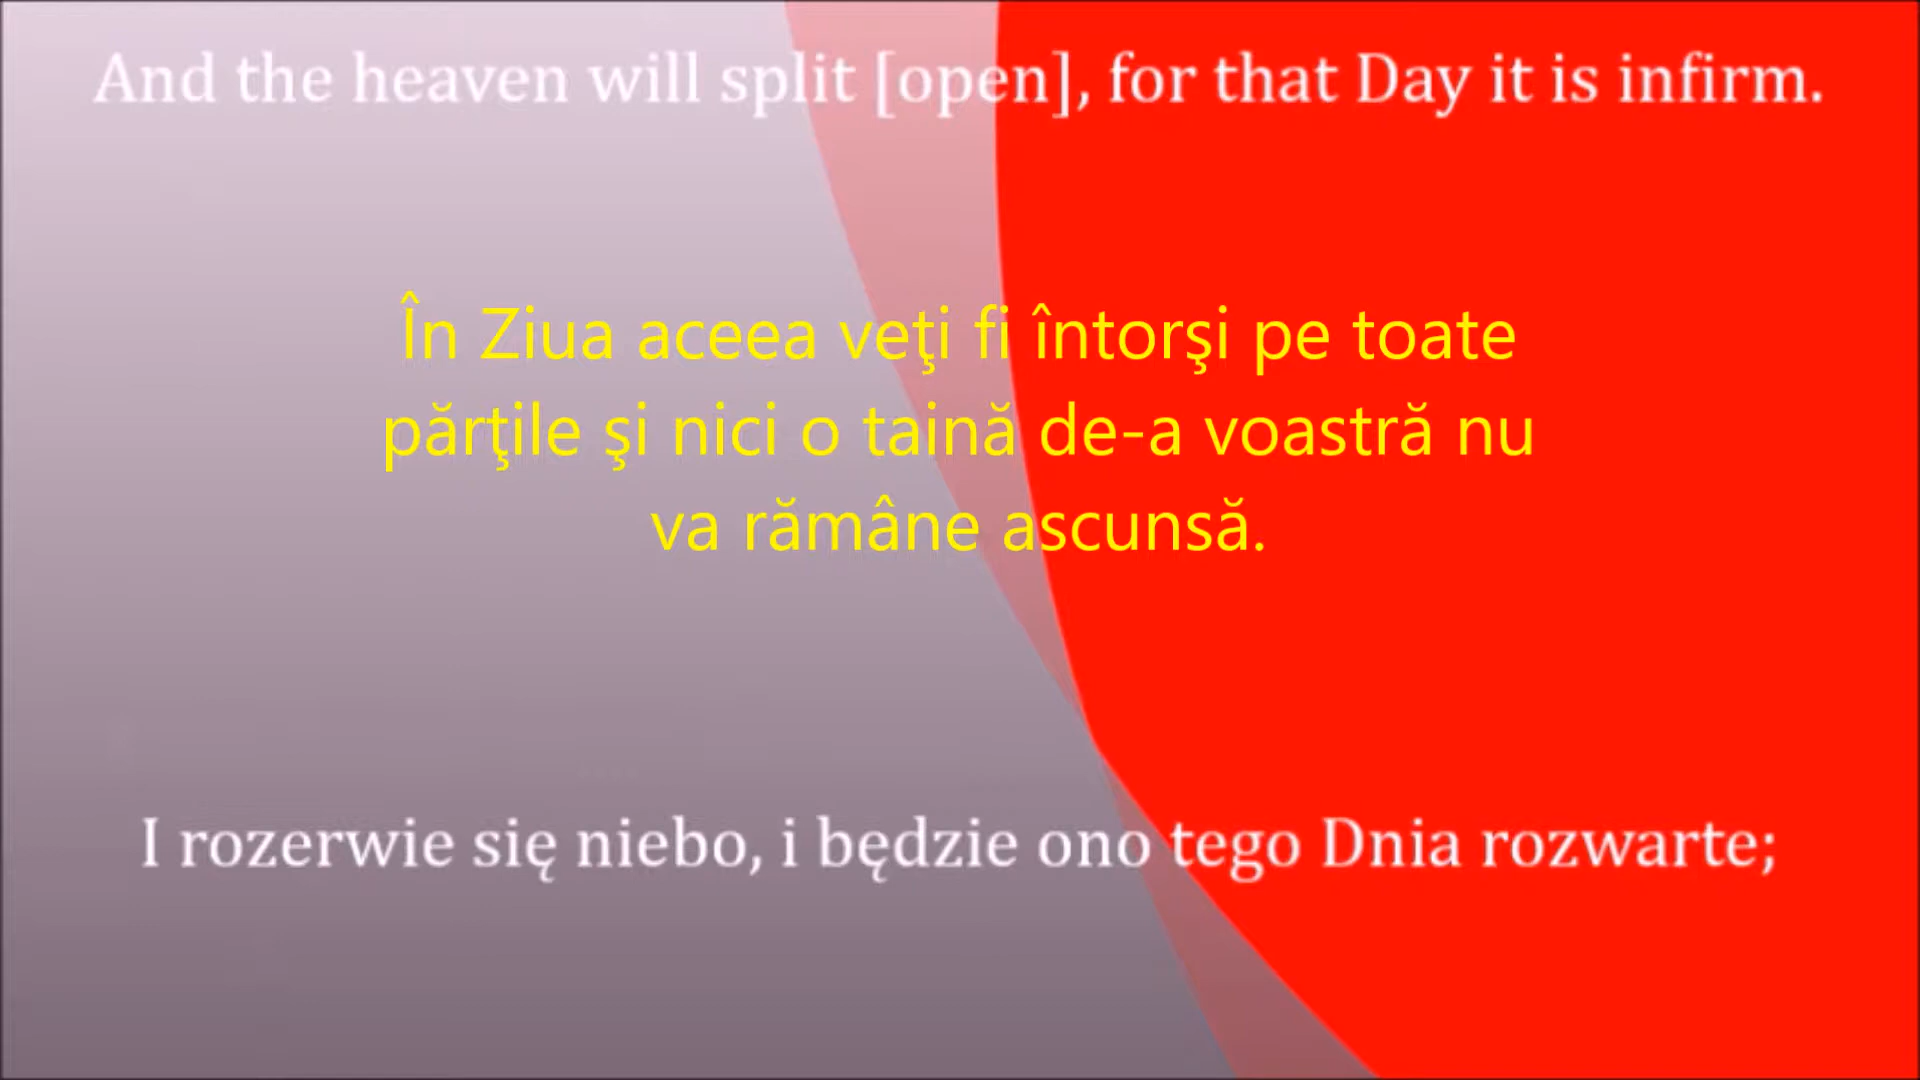 And the heaven will split [open], for that Day it is infirm.
În Ziua aceea veţi fi întorşi pe toate
părţile şi nici o taină de-a voastră nu
va rămâne ascunsă.
I rozerwie się niebo, i będzie ono tego Dnia rozwarte;